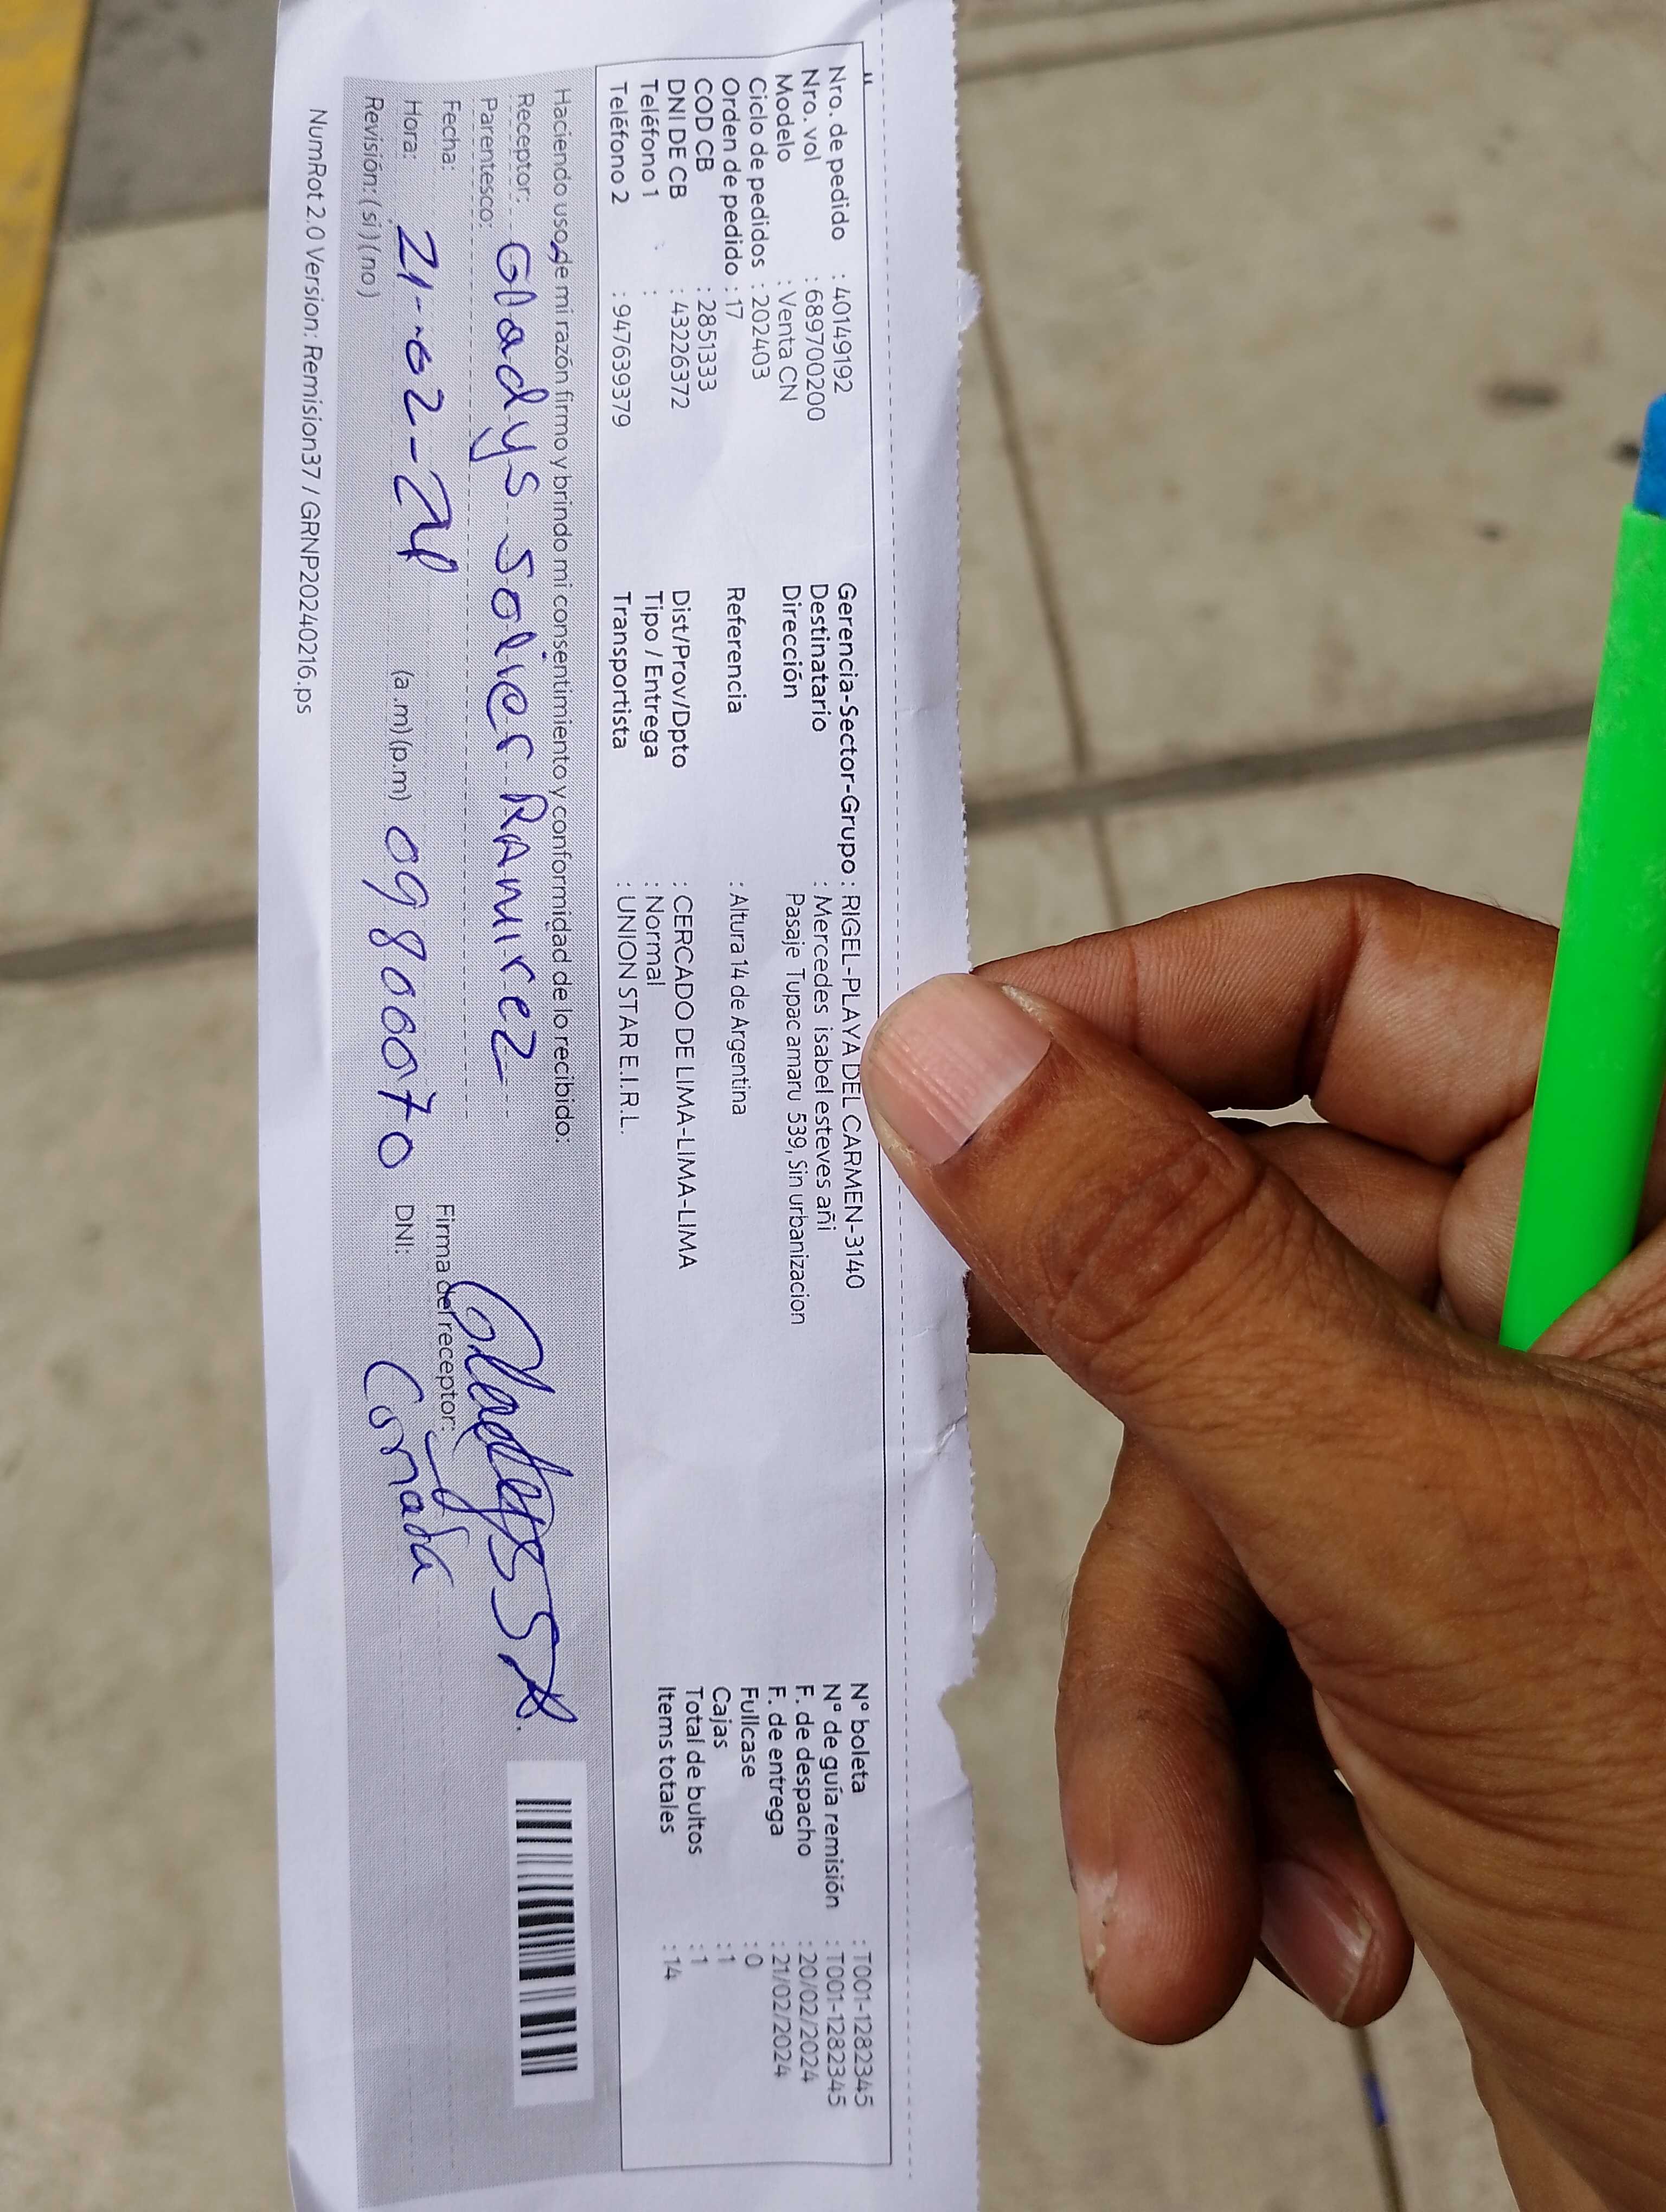 Nro. de pedido : 40149192
Nro. vol : 689700200
Modelo : Venta CN
Ciclo de pedidos : 202403
Orden de pedido : 17
COD CB : 2851333
DNI DE CB : 43226372
Teléfono 1 :
Teléfono 2 : 947639379
Gerencia-Sector-Grupo : RIGEL-PLAYA DEL CARMEN-3140
Destinatario : Mercedes isabel esteves añi
Dirección Pasaje Tupac amaru 539, Sin urbanizacion
Referencia : Altura 14 de Argentina
Dist/Prov/Dpto : CERCADO DE LIMA-LIMA-LIMA
Tipo / Entrega : Normal
Transportista : UNION STAR E.I.R.L.
N° boleta : T001-1282345
N° de guía remisión : T001-1282345
F. de despacho : 20/02/2024
F. de entrega : 21/02/2024
Fullcase : 0
Cajas : 1
Total de bultos : 1
Items totales : 14
Haciendo uso de mi razón firmo y brindo mi consentimiento y conformidad de lo recibido:
Receptor: Gladys Solier RAmirez
Parentesco:
Fecha: 21-02-24
Hora: (a.m)(p.m)
Revisión: (si)(no)
Gladys S R.
Firma del receptor:
DNI: 09800070
Coñada
NumRot 2.0 Version: Remision37 / GRNP20240216.ps